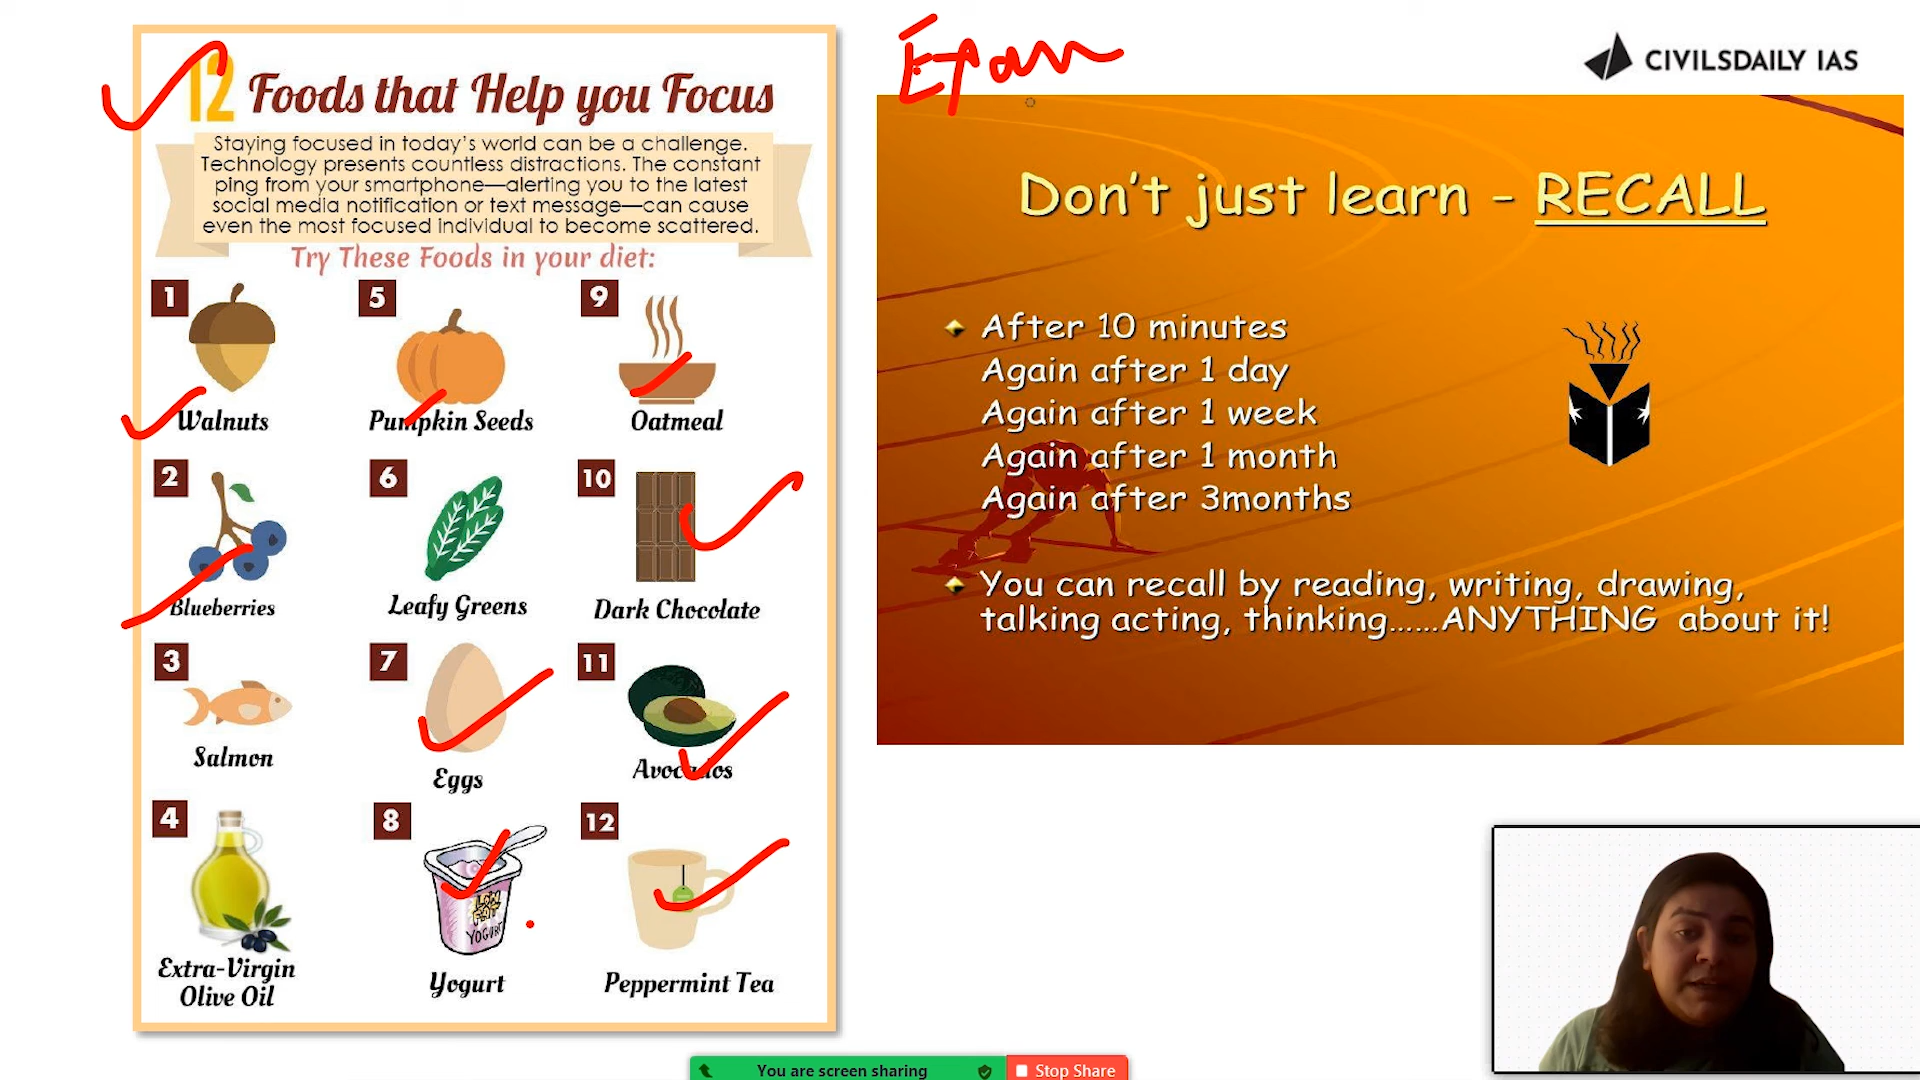 12 Foods that Help you Focus
Staying focused in today's world can be a challenge.
Technology presents countless distractions. The constant
ping from your smartphone—alerting you to the latest
social media notification or text message—can cause
even the most focused individual to become scattered.
Try These Foods in your diet:
1
Walnuts
5
Pumpkin Seeds
9
Oatmeal
2
Blueberries
6
Leafy Greens
10
Dark Chocolate
3
Salmon
7
Eggs
11
Avocados
4
Extra-Virgin
Olive Oil
8
LOW
FAT
YOGURT
Yogurt
12
Peppermint Tea
CIVILSDAILY IAS
Don't just learn - RECALL
After 10 minutes
Again after 1 day
Again after 1 week
Again after 1 month
Again after 3months
You can recall by reading, writing, drawing,
talking acting, thinking......ANYTHING about it!
You are screen sharing
Stop Share